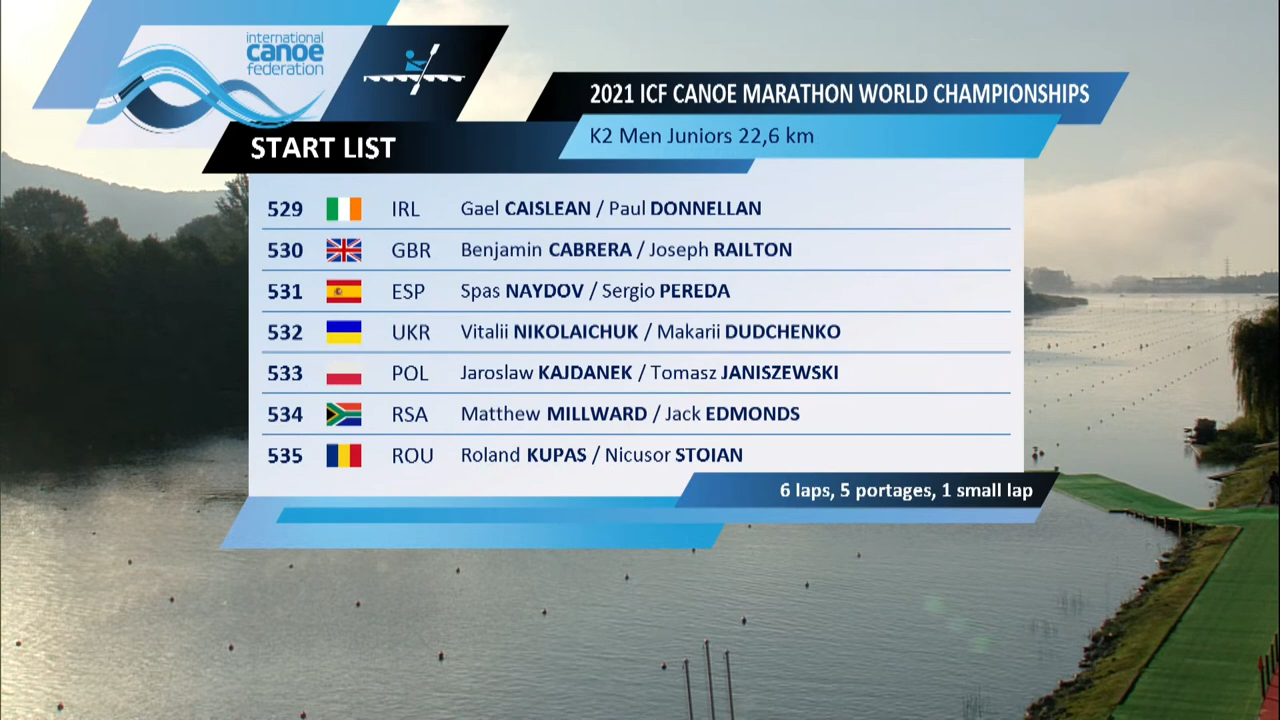 international
canoe
federation
2021 ICF CANOE MARATHON WORLD CHAMPIONSHIPS
K2 Men Juniors 22,6 km
START LIST
529 IRL Gael CAISLEAN / Paul DONNELLAN
530 GBR Benjamin CABRERA / Joseph RAILTON
531 ESP Spas NAYDOV / Sergio PEREDA
532 UKR Vitalii NIKOLAICHUK / Makarii DUDCHENKO
533 POL Jaroslaw KAJDANEK / Tomasz JANISZEWSKI
534 RSA Matthew MILLWARD / Jack EDMONDS
535 ROU Roland KUPAS / Nicusor STOIAN
6 laps, 5 portages, 1 small lap